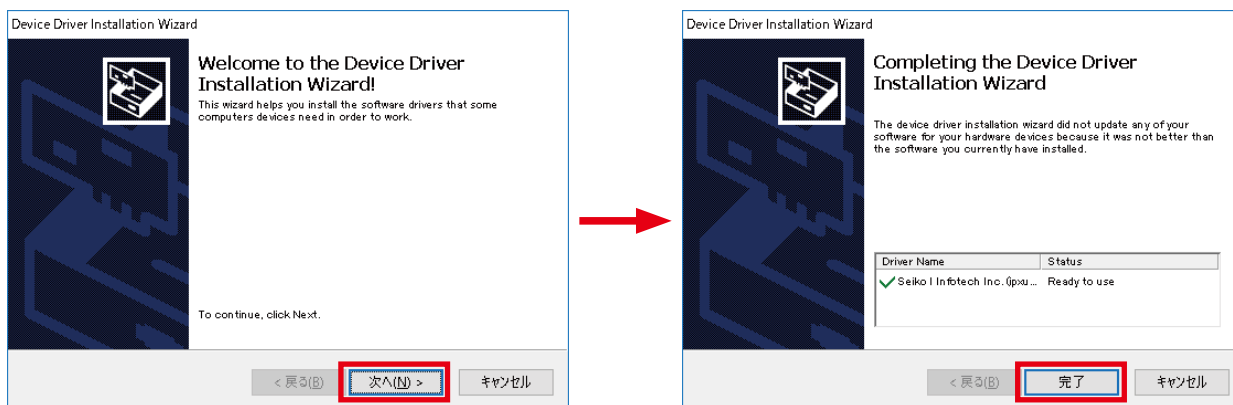 Device Driver Installation Wizard
Welcome to the Device Driver
Installation Wizard!
This wizard helps you install the software drivers that some
computers devices need in order to work.
To continue, click Next.
< 戻る(B)
次へ(N) >
キャンセル
Device Driver Installation Wizard
Completing the Device Driver
Installation Wizard
The device driver installation wizard did not update any of your
software for your hardware devices because it was not better than
the software you currently have installed.
Driver Name Status
Seiko I Infotech Inc. (ipxu... Ready to use
< 戻る(B)
完了
キャンセル